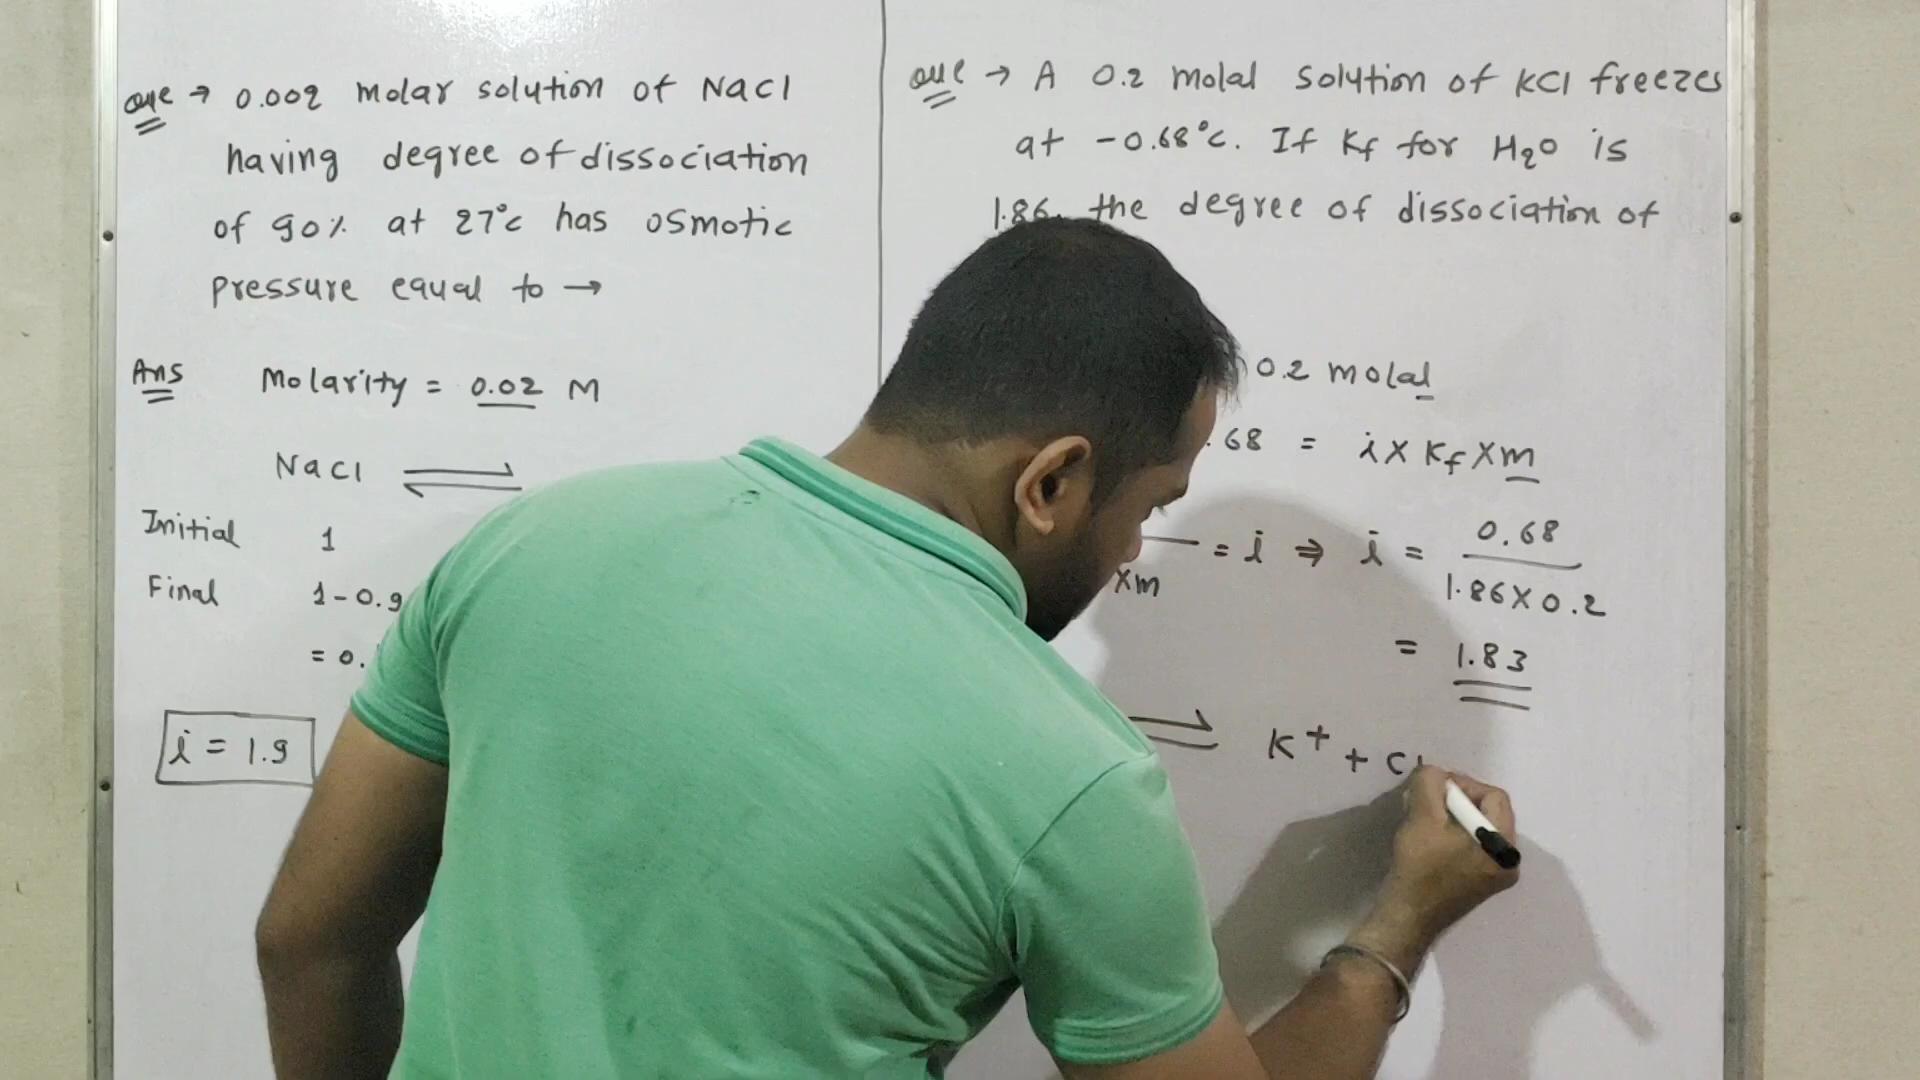 Que → 0.002 molar solution of NaCl
having degree of dissociation
of 90% at 27°c has osmotic
pressure equal to →
Ans Molarity = 0.02 M
NaCl ⇌
Initial 1
Final 1-0.9
= 0.
i = 1.9
Que → A 0.2 molal solution of KCl freezes
at -0.68°c. If Kf for H2O is
1.86, the degree of dissociation of
0.2 molal
.68 = i x Kf x m
x m = i ⇒ i = 0.68
1.86 x 0.2
= 1.83
⇌ K+ + Cl